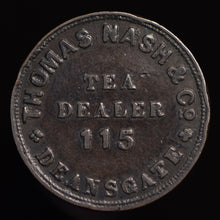 THOMAS NASH & Co
TEA
DEALER
115
DEANSGATE